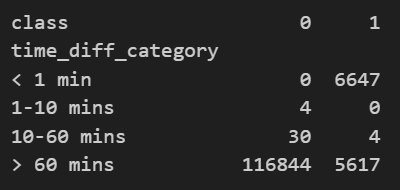 class 0 1
time_diff_category
< 1 min 0 6647
1-10 mins 4 0
10-60 mins 30 4
> 60 mins 116844 5617